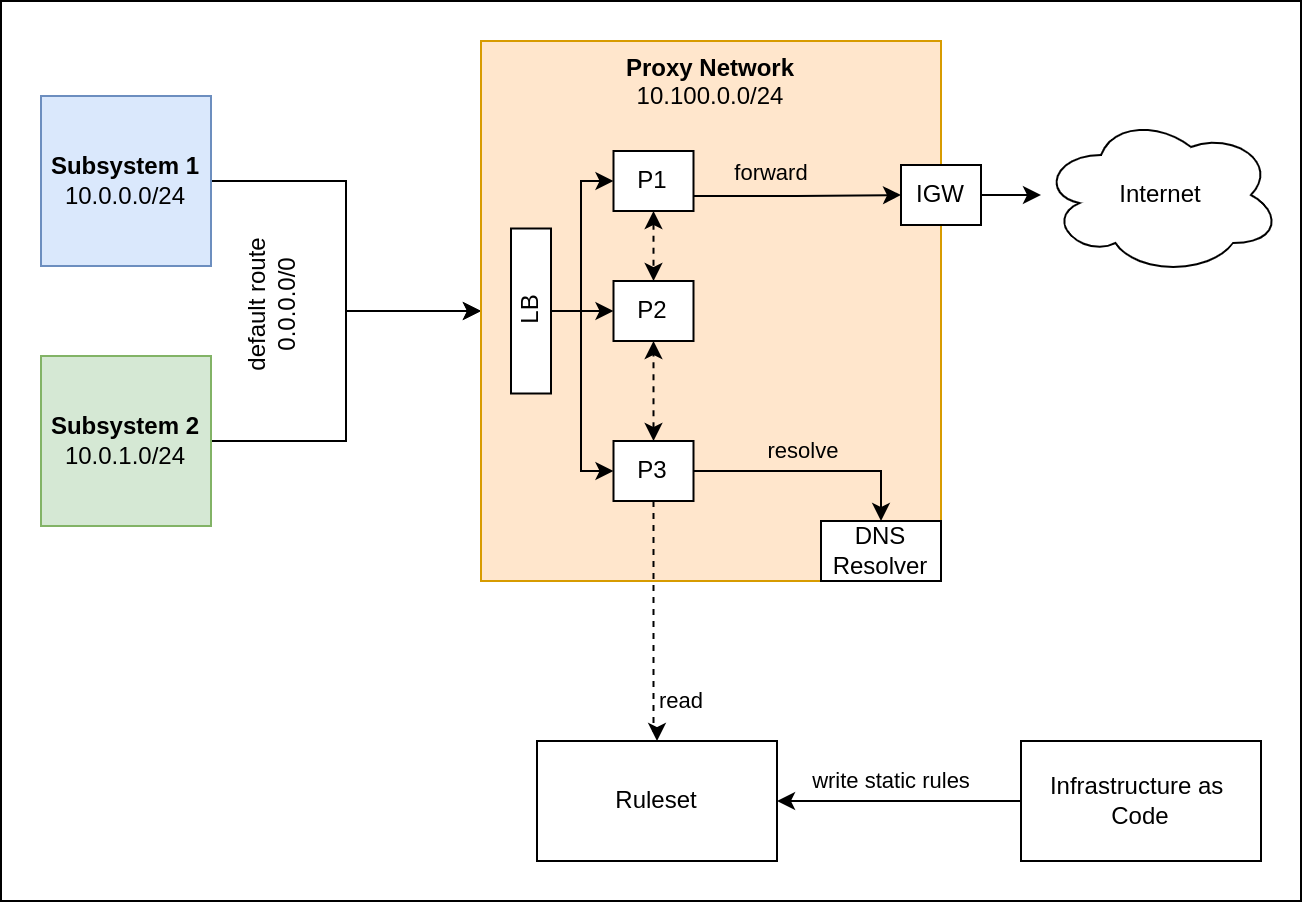 Proxy Network
10.100.0.0/24
Subsystem 1
10.0.0.0/24
default route
0.0.0.0/0
Subsystem 2
10.0.1.0/24
LB
P1
P2
P3
forward
IGW
Internet
resolve
DNS
Resolver
read
Ruleset
write static rules
Infrastructure as
Code